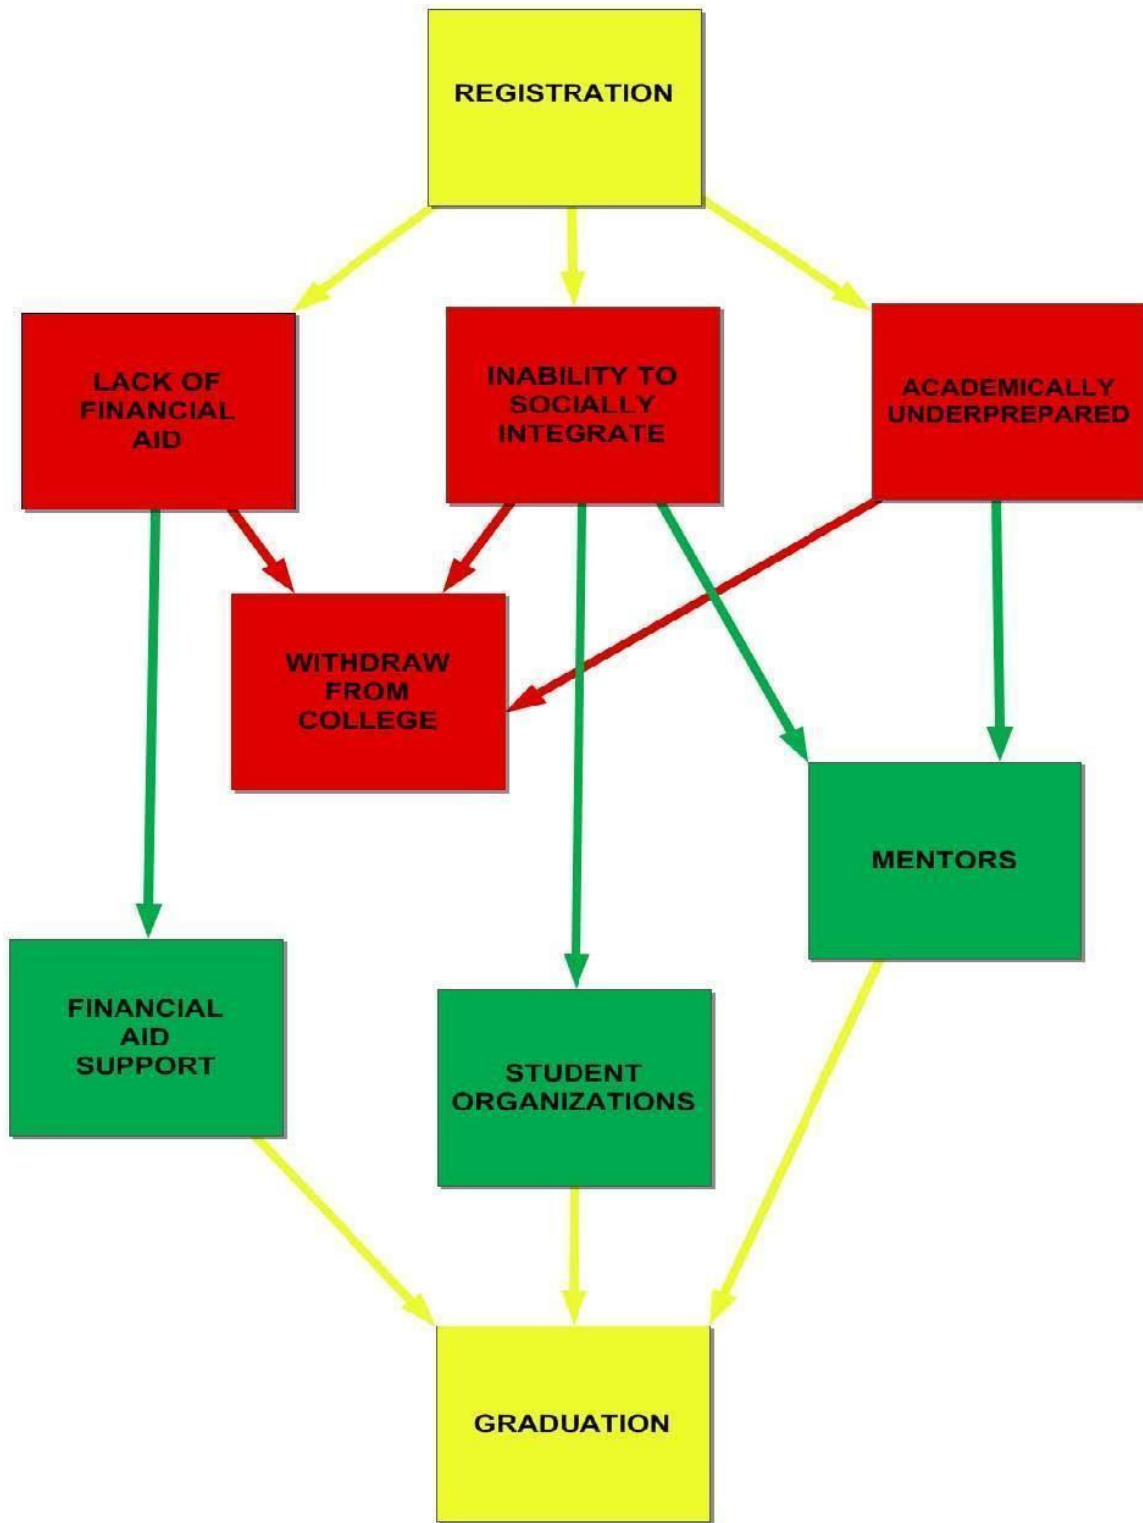 REGISTRATION
LACK OF
FINANCIAL
AID
INABILITY TO
SOCIALLY
INTEGRATE
ACADEMICALLY
UNDERPREPARED
WITHDRAW
FROM
COLLEGE
MENTORS
FINANCIAL
AID
SUPPORT
STUDENT
ORGANIZATIONS
GRADUATION